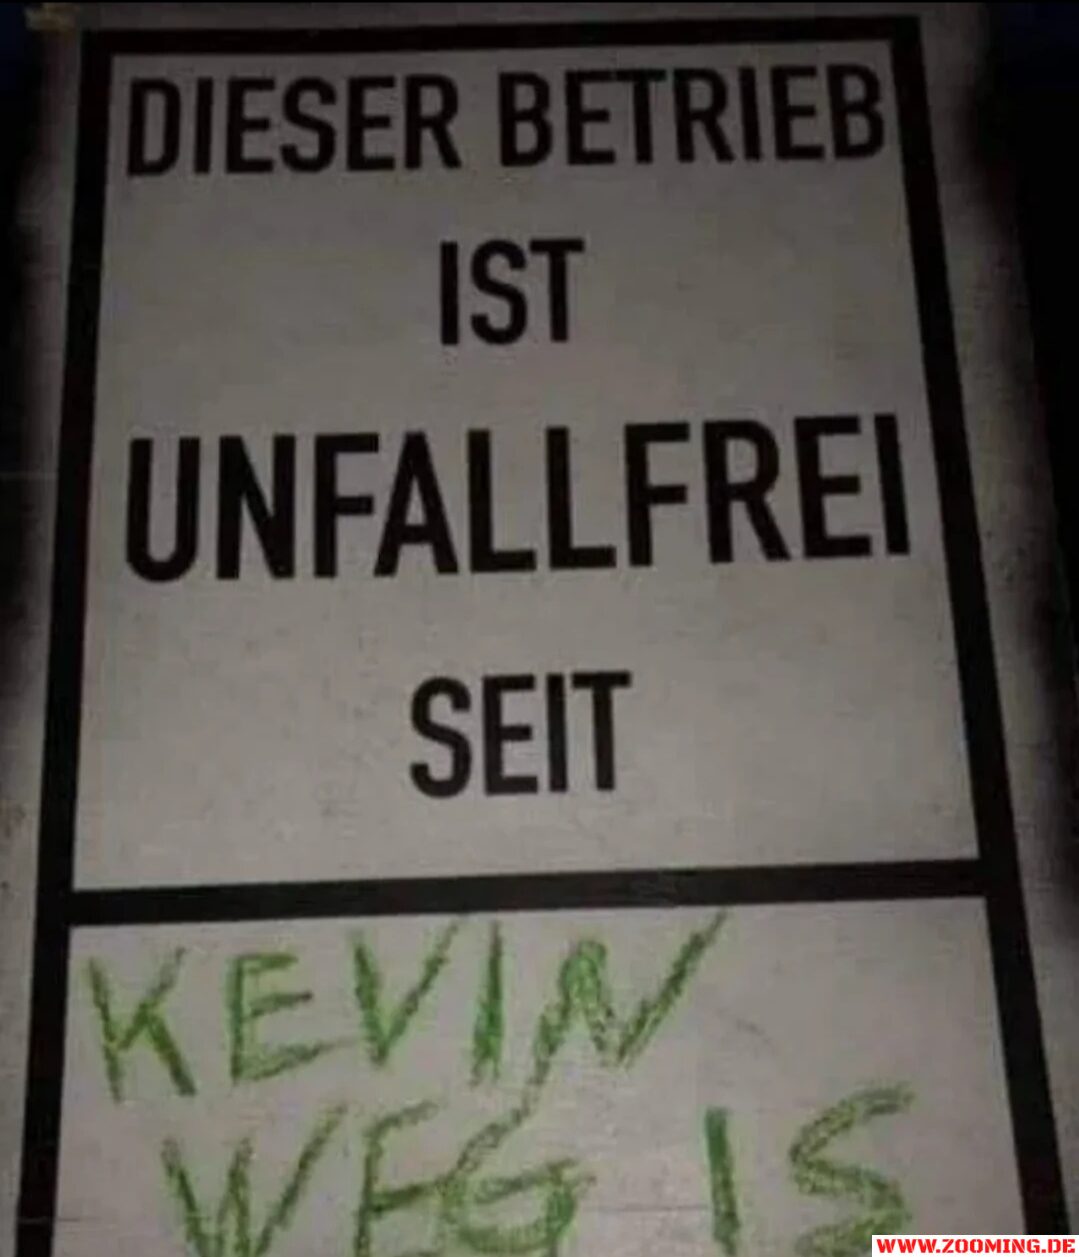 DIESER BETRIEB
IST
UNFALLFREI
SEIT
KEVIN
WEG IS
WWW.ZOOMING.DE